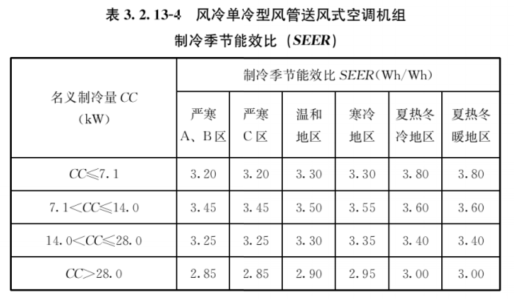 表 3.2.13-4 风冷单冷型风管送风式空调机组
制冷季节能效比（SEER）
名义制冷量 CC
（kW）
制冷季节能效比 SEER(Wh/Wh)
严寒 A、B区 严寒 C区 温和地区 寒冷地区 夏热冬冷地区 夏热冬暖地区
CC≤7.1 3.20 3.20 3.30 3.30 3.80 3.80
7.1<CC≤14.0 3.45 3.45 3.50 3.55 3.60 3.60
14.0<CC≤28.0 3.25 3.25 3.30 3.35 3.40 3.40
CC>28.0 2.85 2.85 2.90 2.95 3.00 3.00